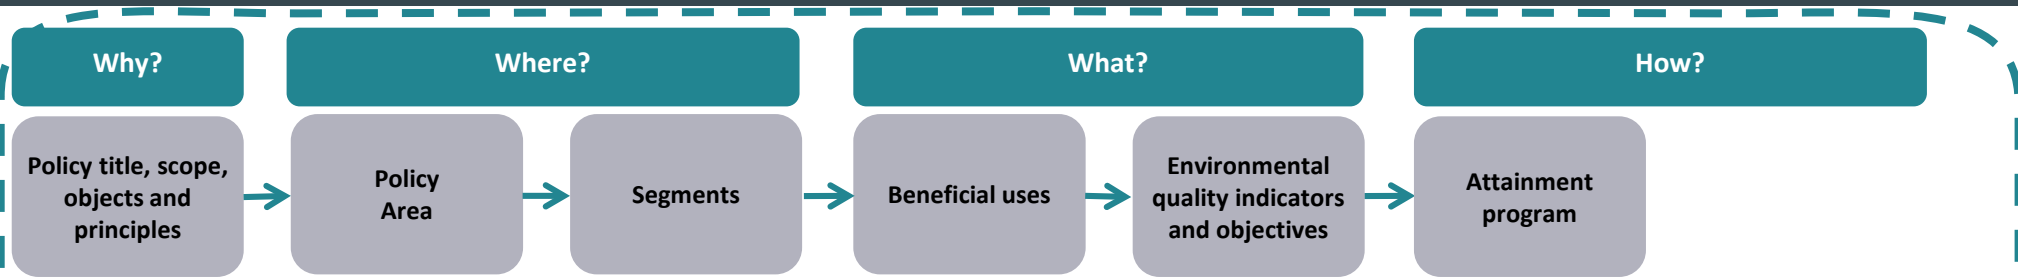 Why?
Where?
What?
How?
Policy title, scope,
objects and
principles
Policy
Area
Segments
Beneficial uses
Environmental
quality indicators
and objectives
Attainment
program